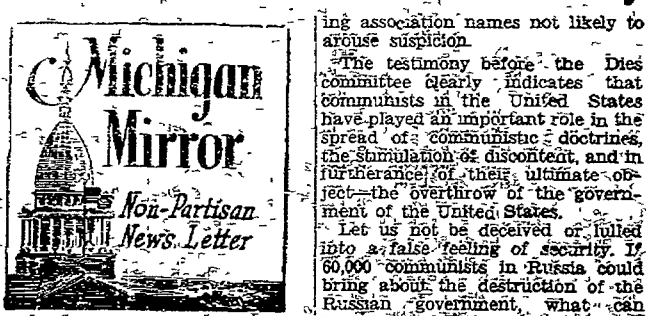 Michigan
Mirror
Non-Partisan
News Letter
ing association names not likely to
arouse suspicion
The testimony before the Dies
committee clearly indicates that
communists in the United States
have played an important role in the
spread of communistic doctrines,
the stimulation of discontent, and in
furtherance of their ultimate ob-
ject—the overthrow of the govern-
ment of the United States.
Let us not be deceived or lulled
into a false feeling of security. If
60,000 communists in Russia could
bring about the destruction of the
Russian government, what can